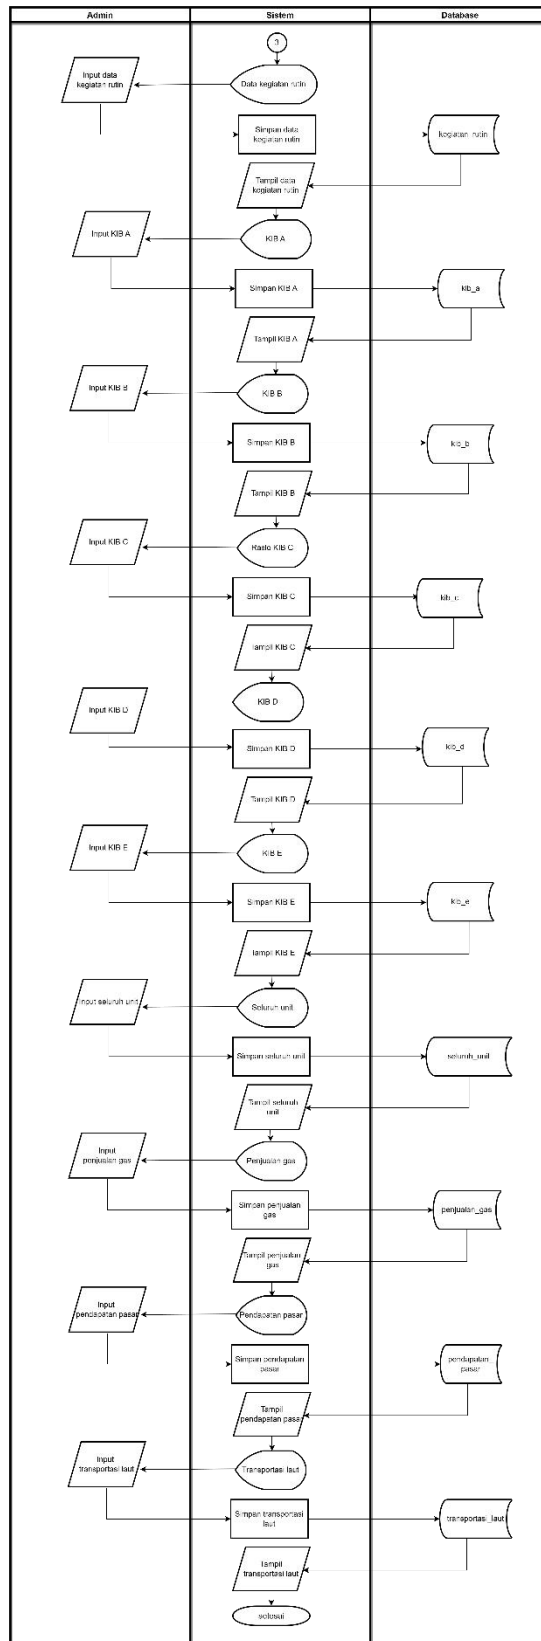 Admin
Sistem
Database
3
Input data
kegiatan rutin
Data kegiatan rutin
Simpan data
kegiatan rutin
kegiatan_rutin
Tampil data
kegiatan rutin
Input KIB A
KIB A
Simpan KIB A
kib_a
Tampil KIB A
Input KIB B
KIB B
Simpan KIB B
kib_b
Tampil KIB B
Input KIB C
KIB C
Simpan KIB C
kib_c
Tampil KIB C
Input KIB D
KIB D
Simpan KIB D
kib_d
Tampil KIB D
Input KIB E
KIB E
Simpan KIB E
kib_e
Tampil KIB E
Input seluruh unit
Seluruh unit
Simpan seluruh unit
seluruh_unit
Tampil seluruh
unit
Input
penjualan gas
Penjualan gas
Simpan penjualan
gas
penjualan_gas
Tampil penjualan
gas
Input
pendapatan pasar
Pendapatan pasar
Simpan pendapatan
pasar
pendapatan_
pasar
Tampil
pendapatan pasar
Input
transportasi laut
Transportasi laut
Simpan transportasi
laut
transportasi_laut
Tampil
transportasi laut
selesai